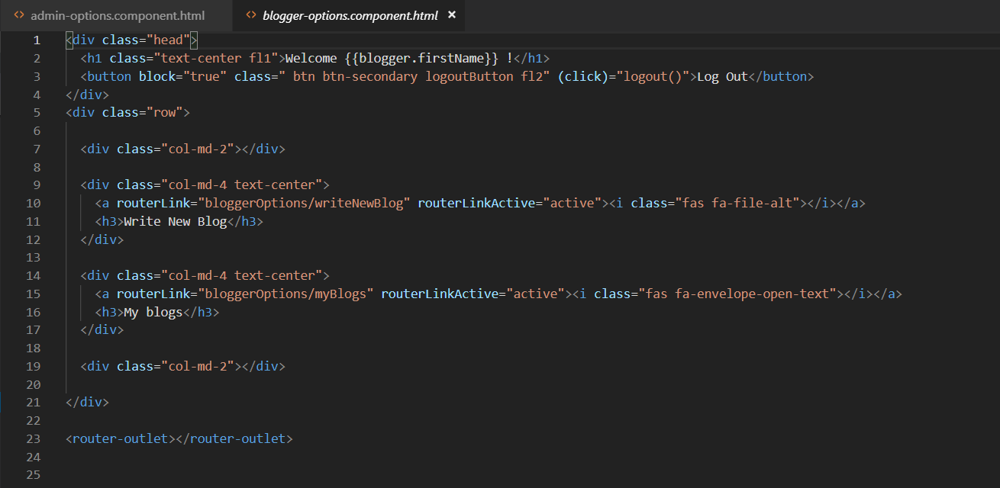 admin-options.component.html
blogger-options.component.html ×
1 <div class="head">
2   <h1 class="text-center fl1">Welcome {{blogger.firstName}} !</h1>
3   <button block="true" class=" btn btn-secondary logoutButton fl2" (click)="logout()">Log Out</button>
4 </div>
5 <div class="row">
6
7   <div class="col-md-2"></div>
8
9   <div class="col-md-4 text-center">
10     <a routerLink="bloggerOptions/writeNewBlog" routerLinkActive="active"><i class="fas fa-file-alt"></i></a>
11     <h3>Write New Blog</h3>
12   </div>
13
14   <div class="col-md-4 text-center">
15     <a routerLink="bloggerOptions/myBlogs" routerLinkActive="active"><i class="fas fa-envelope-open-text"></i></a>
16     <h3>My blogs</h3>
17   </div>
18
19   <div class="col-md-2"></div>
20
21 </div>
22
23 <router-outlet></router-outlet>
24
25